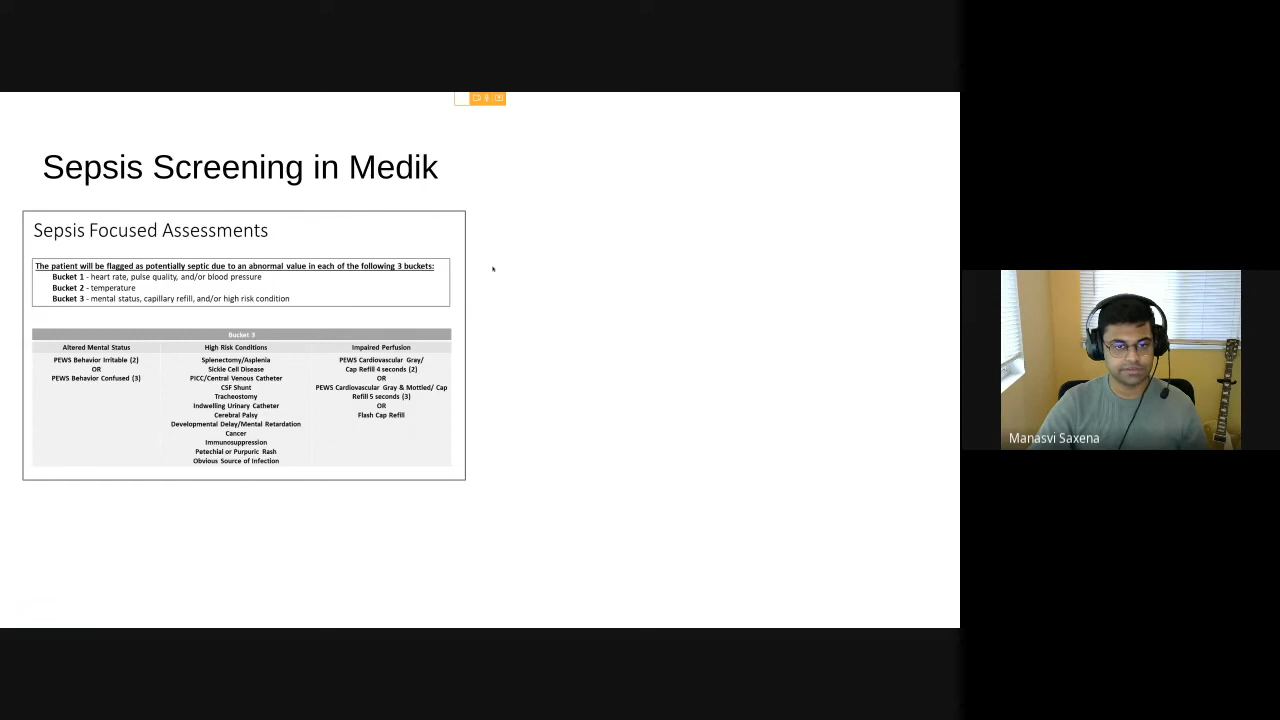 Sepsis Screening in Medik
Sepsis Focused Assessments
The patient will be flagged as potentially septic due to an abnormal value in each of the following 3 buckets:
Bucket 1 - heart rate, pulse quality, and/or blood pressure
Bucket 2 - temperature
Bucket 3 - mental status, capillary refill, and/or high risk condition
Bucket 3
Altered Mental Status
PEWS Behavior Irritable (2)
OR
PEWS Behavior Confused (3)
High Risk Conditions
Splenectomy/Asplenia
Sickle Cell Disease
PICC/Central Venous Catheter
CSF Shunt
Tracheostomy
Indwelling Urinary Catheter
Cerebral Palsy
Developmental Delay/Mental Retardation
Cancer
Immunosuppression
Petechial or Purpuric Rash
Obvious Source of Infection
Impaired Perfusion
PEWS Cardiovascular Gray/
Cap Refill 4 seconds (2)
OR
PEWS Cardiovascular Gray & Mottled/ Cap
Refill 5 seconds (3)
OR
Flash Cap Refill
Manasvi Saxena